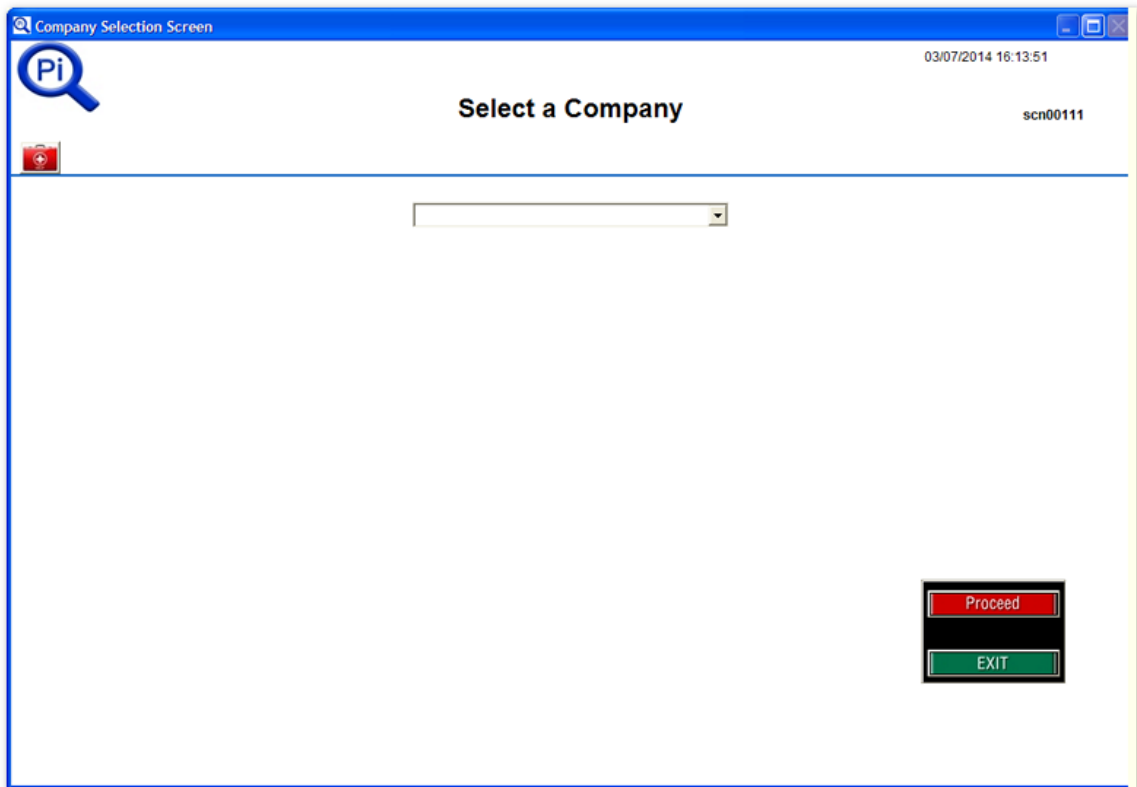 Company Selection Screen
Pi
03/07/2014 16:13:51
Select a Company
scn00111
Proceed
EXIT